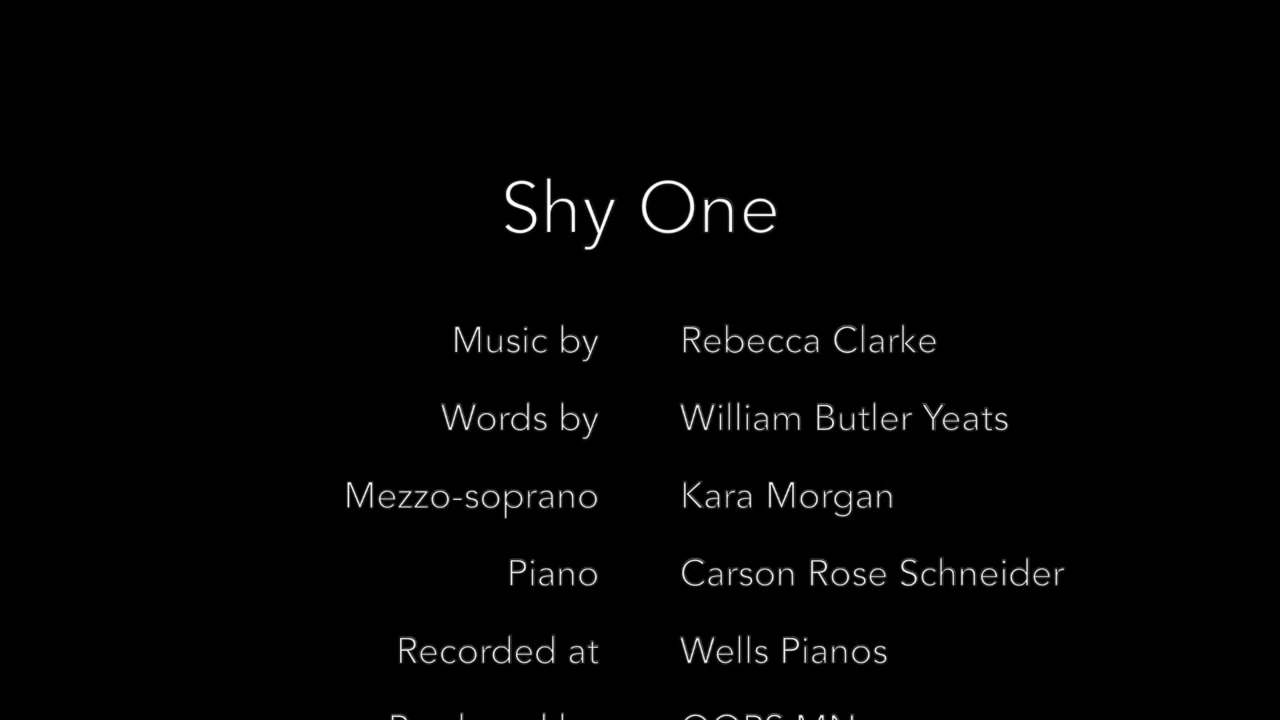 Shy One
Music by Rebecca Clarke
Words by William Butler Yeats
Mezzo-soprano Kara Morgan
Piano Carson Rose Schneider
Recorded at Wells Pianos